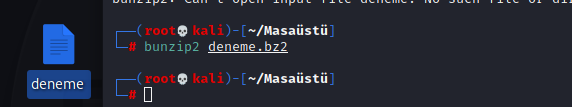 bunzip2: Can't open input file deneme: No such file or di
(root💀kali)-[~/Masaüstü]
# bunzip2 deneme.bz2
(root💀kali)-[~/Masaüstü]
#
deneme